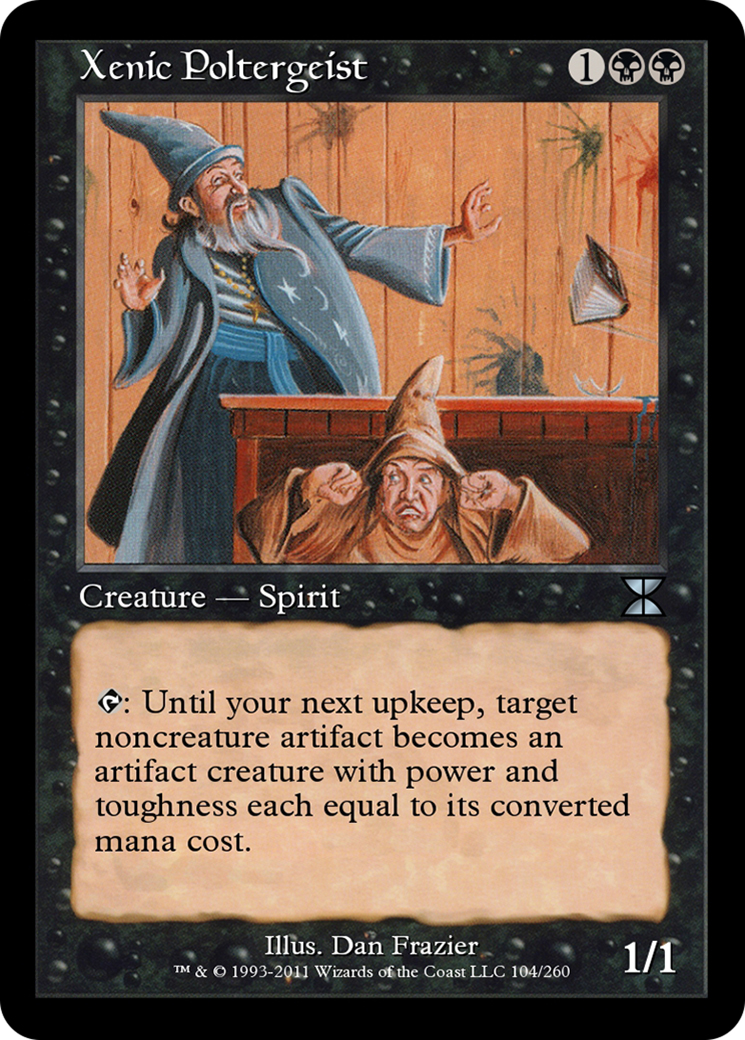 Xenic Poltergeist 1
Creature — Spirit
: Until your next upkeep, target
noncreature artifact becomes an
artifact creature with power and
toughness each equal to its converted
mana cost.
Illus. Dan Frazier
™ & © 1993-2011 Wizards of the Coast LLC 104/260
1/1